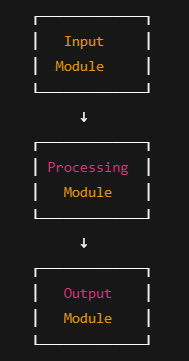 Input
Module
↓
Processing
Module
↓
Output
Module